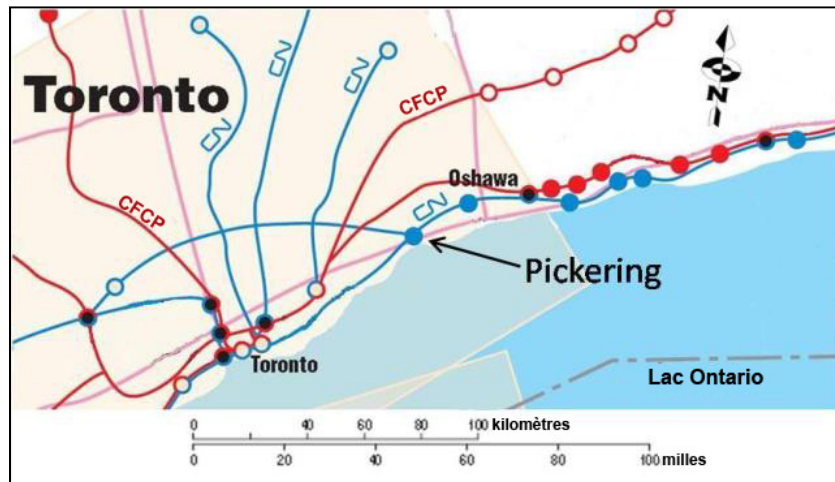 CN
CN
CN
CFCP
Toronto
CN
CFCP
Oshawa
CN
N
Pickering
Toronto
Lac Ontario
0 40 60 80 100 kilomètres
0 20 40 60 80 100 milles